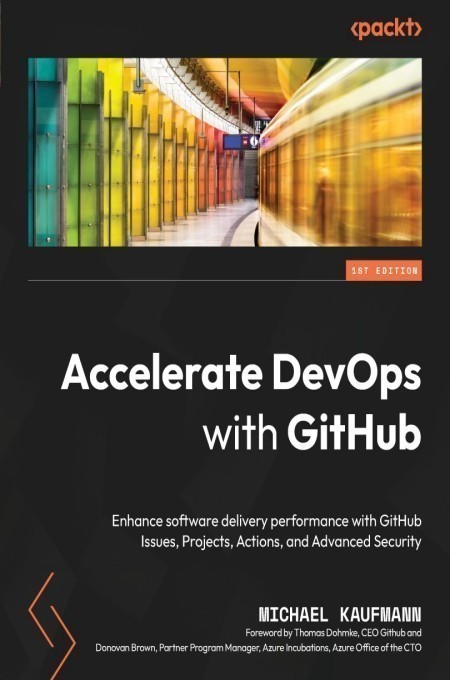 <packt>
1ST EDITION
Accelerate DevOps
with GitHub
Enhance software delivery performance with GitHub
Issues, Projects, Actions, and Advanced Security
MICHAEL KAUFMANN
Foreword by Thomas Dohmke, CEO Github and
Donovan Brown, Partner Program Manager, Azure Incubations, Azure Office of the CTO